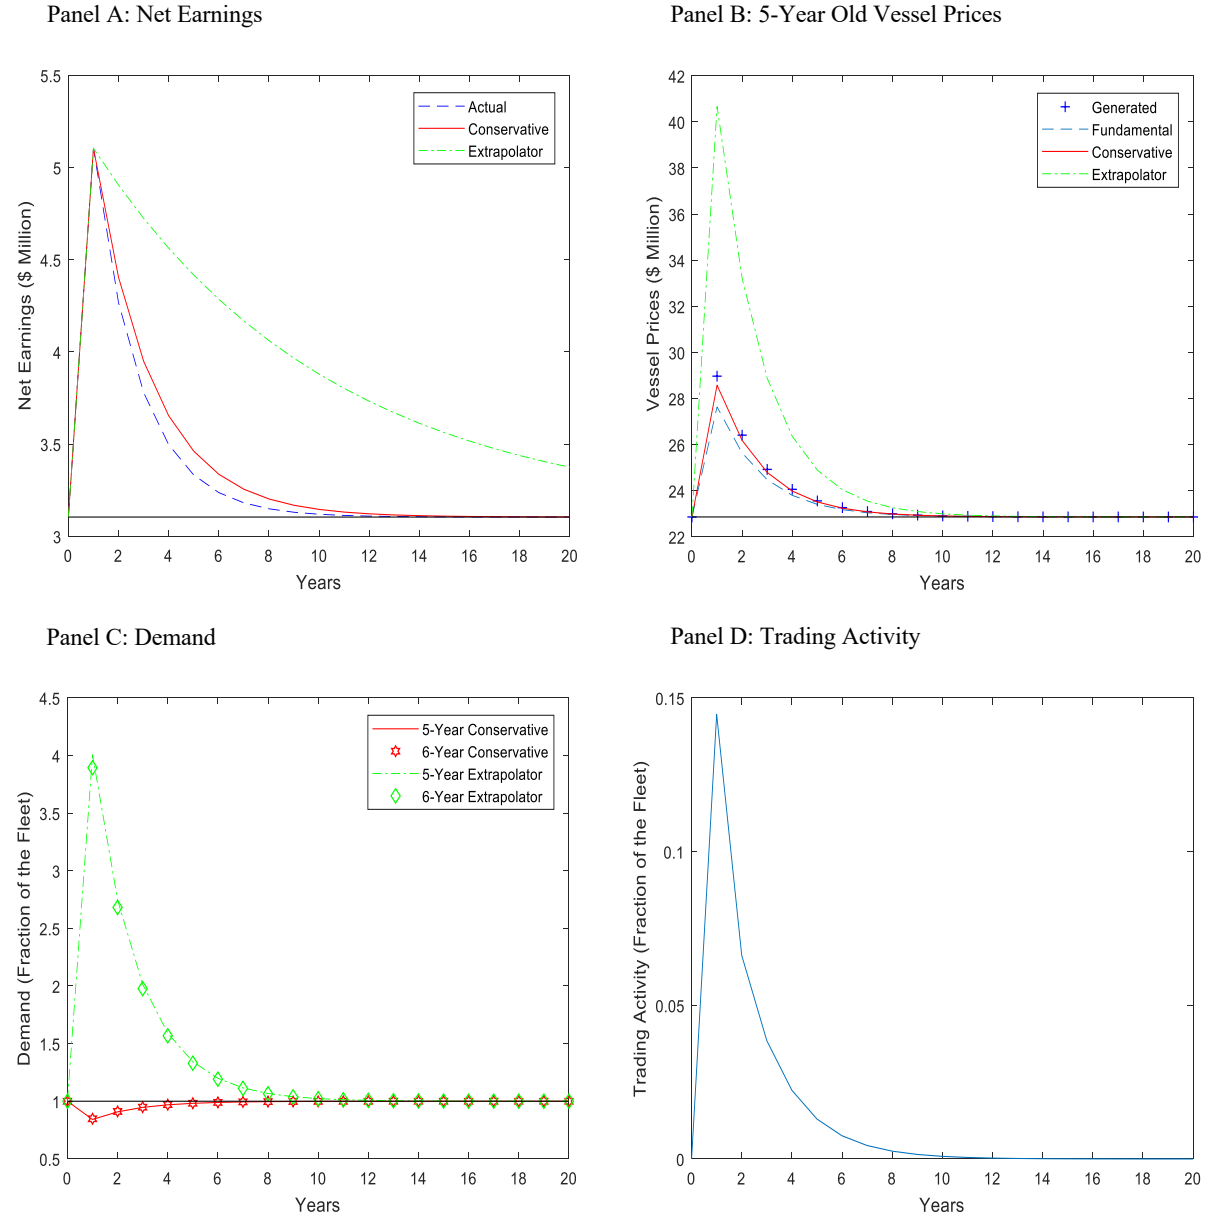 Panel A: Net Earnings
Panel B: 5-Year Old Vessel Prices
5.5
5
4.5
4
3.5
3
0 2 4 6 8 10 12 14 16 18 20
Years
Net Earnings ($ Million)
Actual
Conservative
Extrapolator
42
40
38
36
34
32
30
28
26
24
22
0 2 4 6 8 10 12 14 16 18 20
Years
Vessel Prices ($ Million)
Generated
Fundamental
Conservative
Extrapolator
Panel C: Demand
Panel D: Trading Activity
4.5
4
3.5
3
2.5
2
1.5
1
0.5
0 2 4 6 8 10 12 14 16 18 20
Years
Demand (Fraction of the Fleet)
5-Year Conservative
6-Year Conservative
5-Year Extrapolator
6-Year Extrapolator
0.15
0.1
0.05
0
0 2 4 6 8 10 12 14 16 18 20
Years
Trading Activity (Fraction of the Fleet)